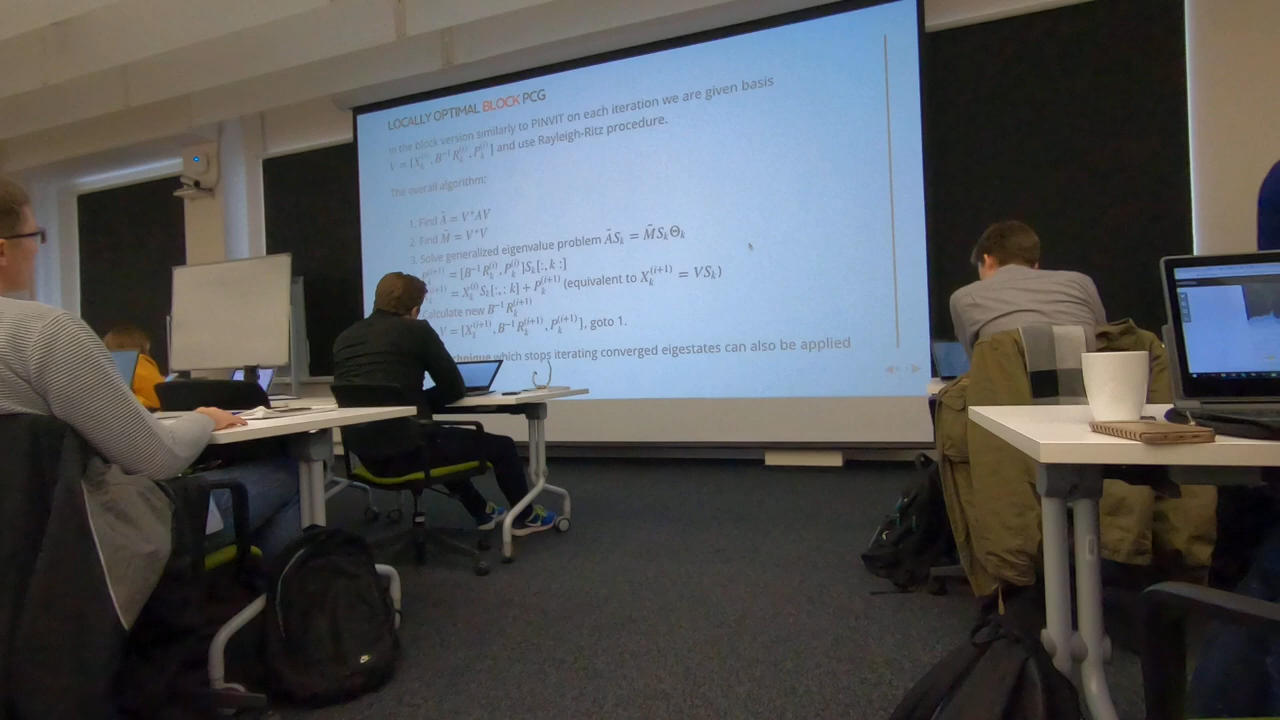 LOCALLY OPTIMAL BLOCK PCG
In the block version similarly to PINVIT on each iteration we are given basis
V = [X_k^{(i)}, B^{-1}R_k^{(i)}, P_k^{(i)}] and use Rayleigh-Ritz procedure.
The overall algorithm:
1. Find Ã = V*AV
2. Find M̃ = V*V
3. Solve generalized eigenvalue problem ÃS_k = M̃S_kΘ_k
= [B^{-1}R_k^{(i)}, P_k^{(i)}]S_k[:, k :]
= X_k^{(i)}S_k[:, : k] + P_k^{(i+1)} (equivalent to X_k^{(i+1)} = VS_k)
Calculate new B^{-1}R_k^{(i+1)}
V = [X_k^{(i+1)}, B^{-1}R_k^{(i+1)}, P_k^{(i+1)}], goto 1.
which stops iterating converged eigestates can also be applied